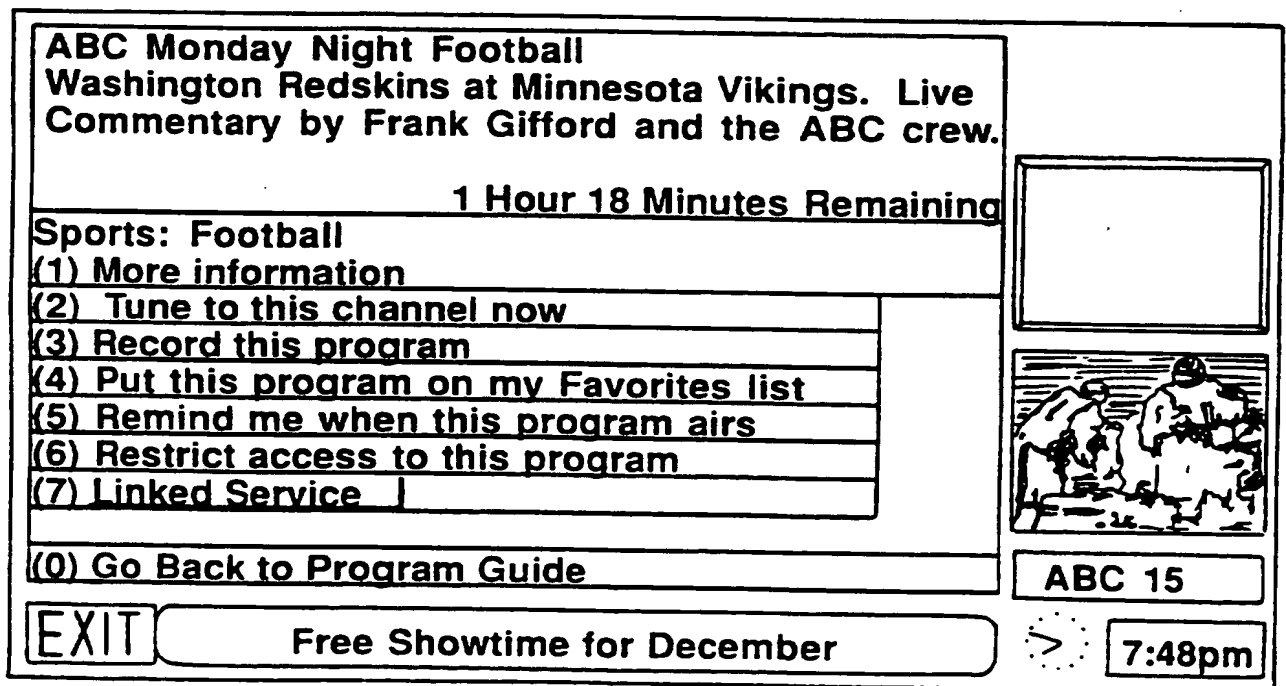 ABC Monday Night Football
Washington Redskins at Minnesota Vikings. Live
Commentary by Frank Gifford and the ABC crew.
1 Hour 18 Minutes Remaining
Sports: Football
(1) More information
(2) Tune to this channel now
(3) Record this program
(4) Put this program on my Favorites list
(5) Remind me when this program airs
(6) Restrict access to this program
(7) Linked Service
(0) Go Back to Program Guide
ABC 15
EXIT
Free Showtime for December
7:48pm